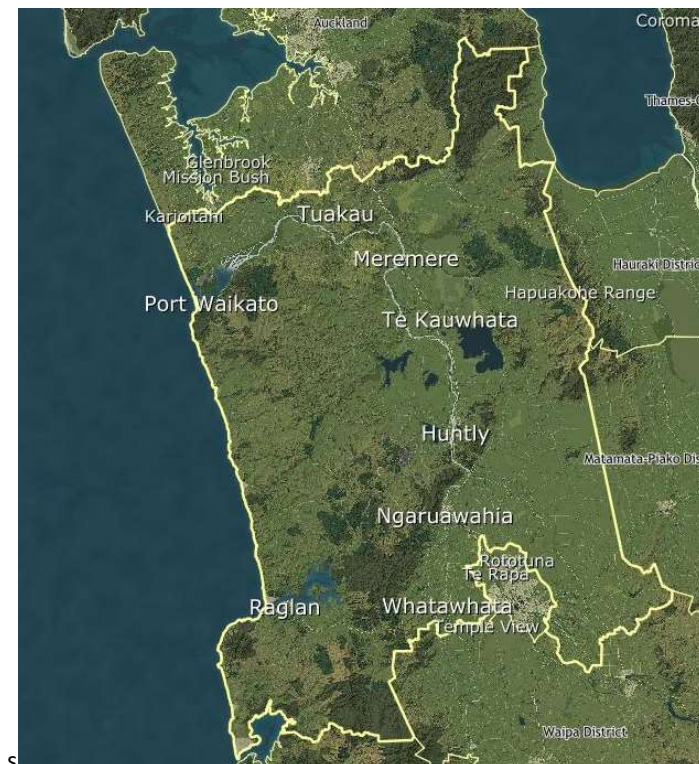 Auckland
Coroma
Thames-C
Glenbrook
Mission Bush
Karioitahi
Tuakau
Meremere
Hauraki Distric
Hapuakohe Range
Port Waikato
Te Kauwhata
Huntly
Matamata-Piako Dis
Ngaruawahia
Rototuna
Te Rapa
Raglan
Whatawhata
Temple View
Waipa District
s